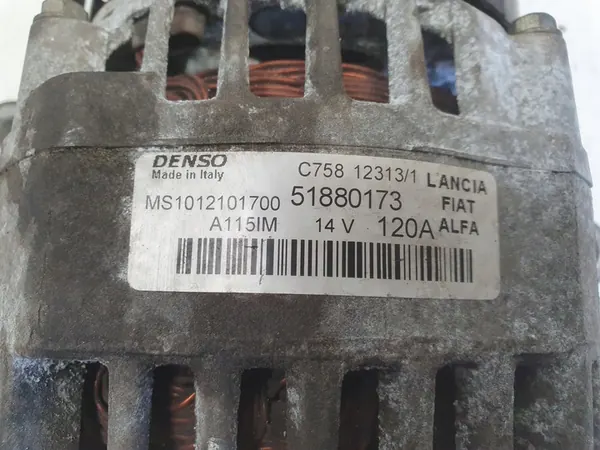 DENSO C758 12313/1 LANCIA
Made in Italy
MS1012101700 51880173 FIAT
A115IM 14 V 120A ALFA